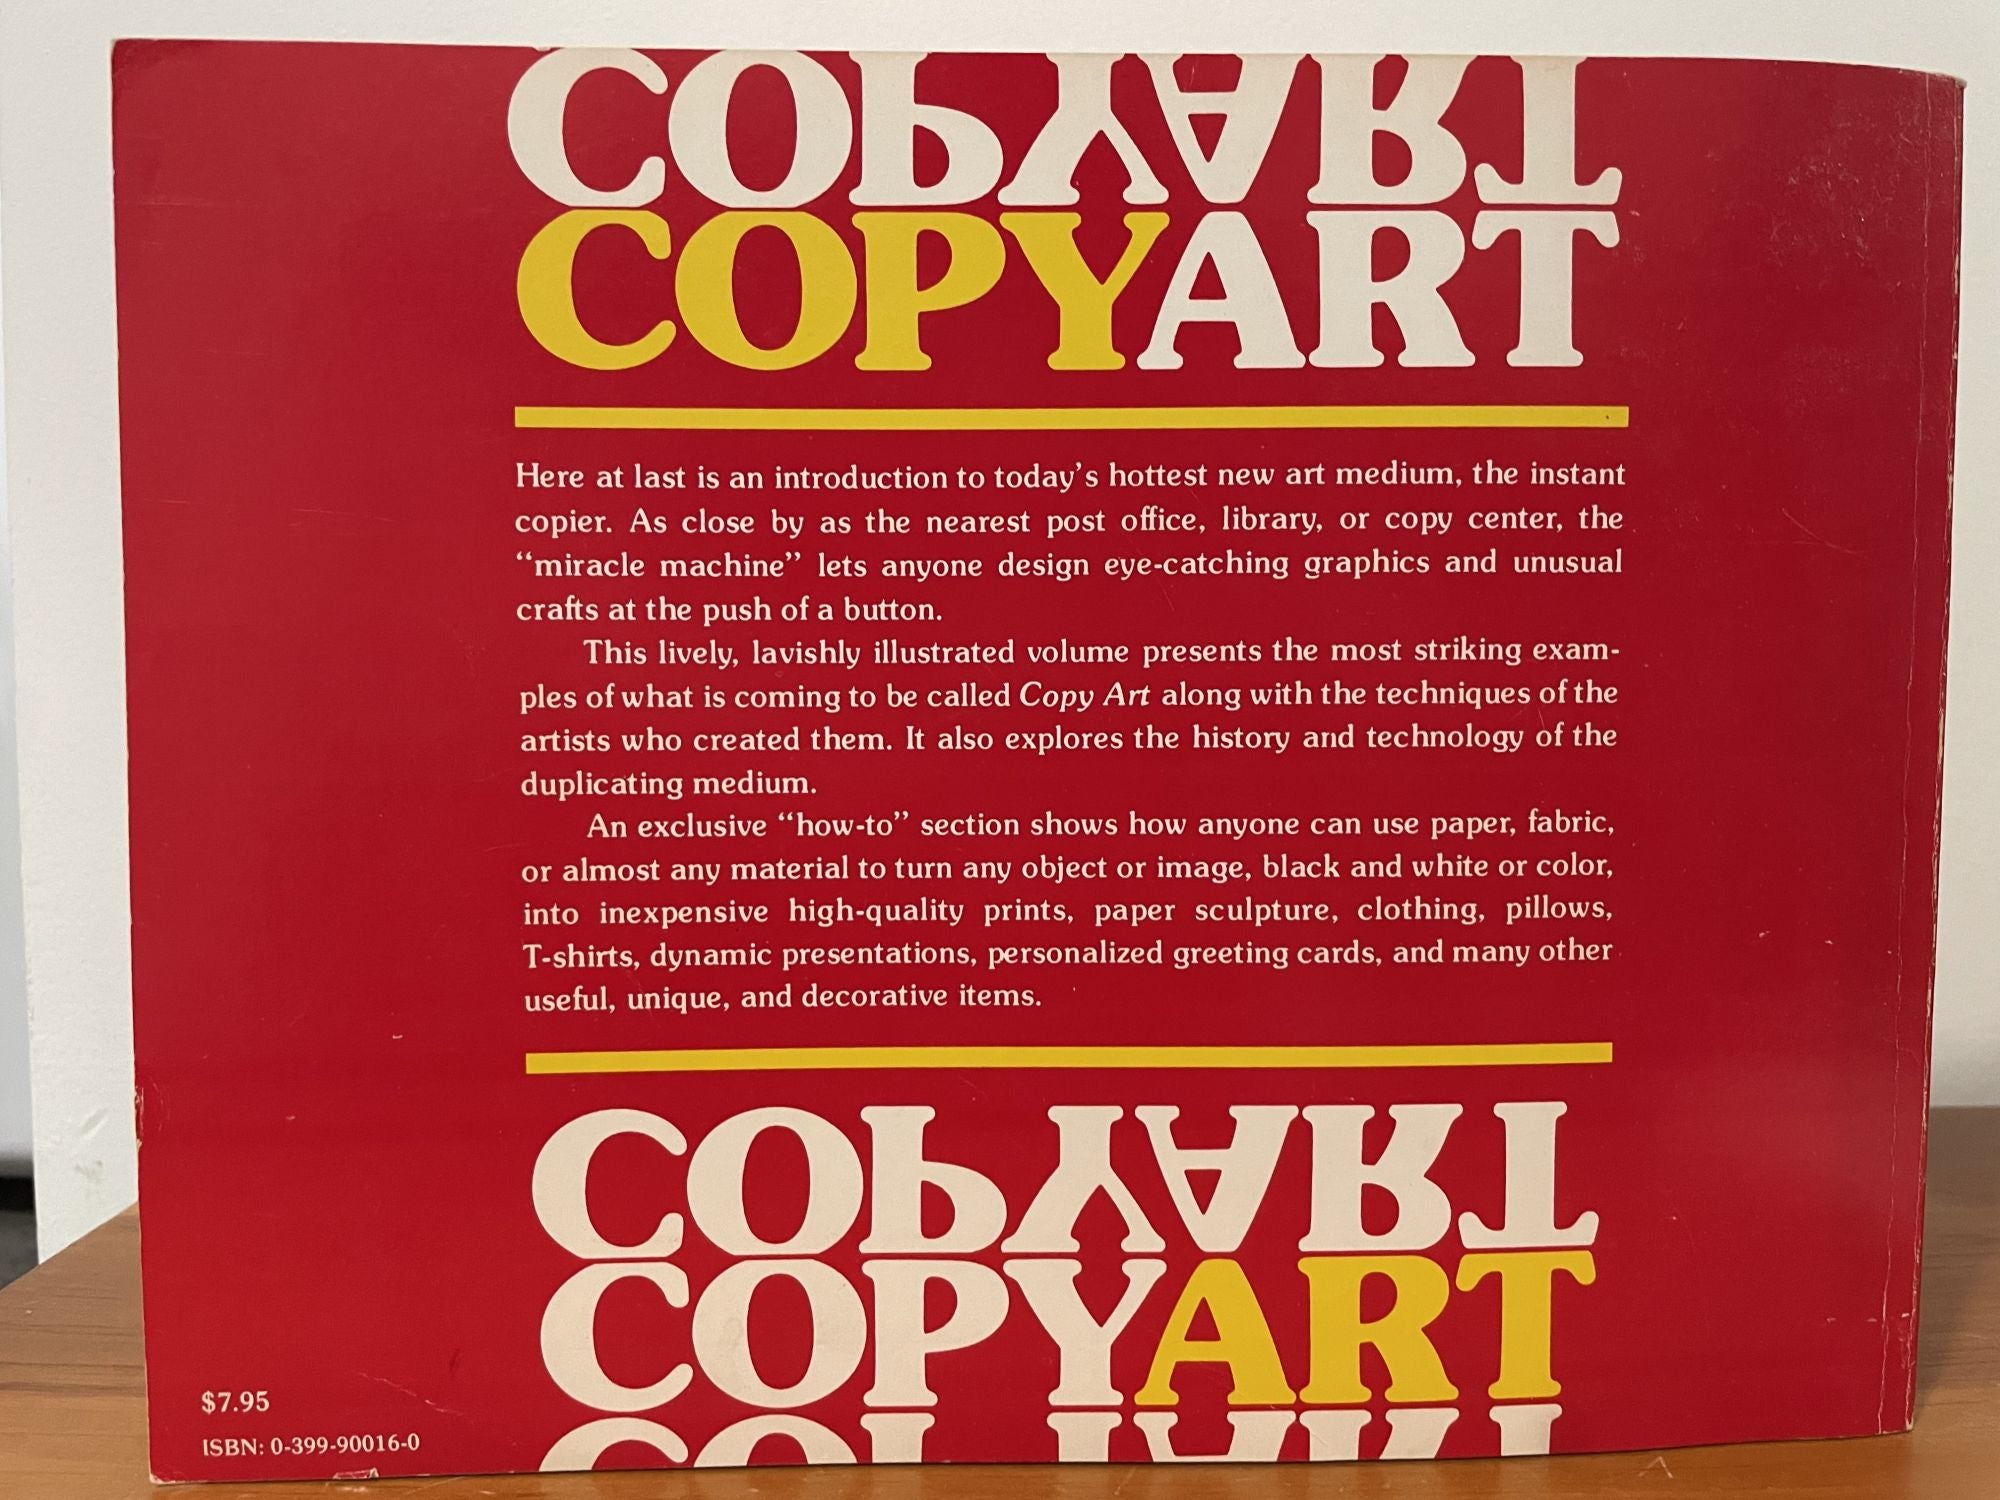 COPYART
COPYART
Here at last is an introduction to today's hottest new art medium, the instant
copier. As close by as the nearest post office, library, or copy center, the
“miracle machine” lets anyone design eye-catching graphics and unusual
crafts at the push of a button.
This lively, lavishly illustrated volume presents the most striking exam-
ples of what is coming to be called Copy Art along with the techniques of the
artists who created them. It also explores the history and technology of the
duplicating medium.
An exclusive “how-to” section shows how anyone can use paper, fabric,
or almost any material to turn any object or image, black and white or color,
into inexpensive high-quality prints, paper sculpture, clothing, pillows,
T-shirts, dynamic presentations, personalized greeting cards, and many other
useful, unique, and decorative items.
COPYART
COPYART
COPYART
$7.95
ISBN: 0-399-90016-0